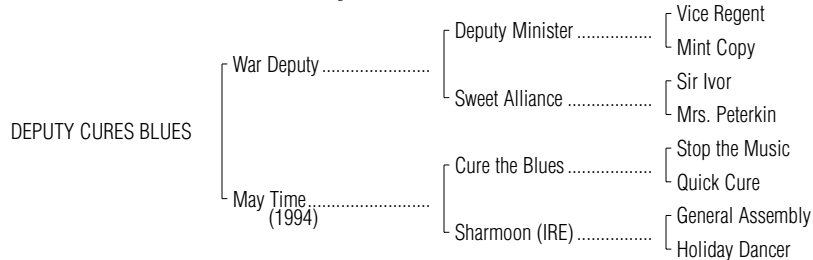 Vice Regent
Deputy Minister .................
Mint Copy
War Deputy .......................
Sir Ivor
Sweet Alliance ..................
Mrs. Peterkin
DEPUTY CURES BLUES
Stop the Music
Cure the Blues ..................
Quick Cure
May Time..........................
(1994)
General Assembly
Sharmoon (IRE) ................
Holiday Dancer